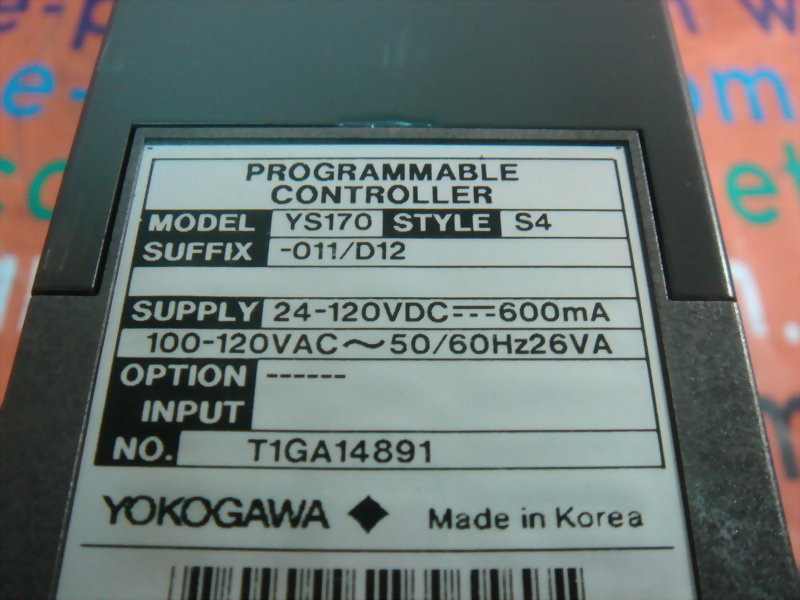 PROGRAMMABLE
CONTROLLER
MODEL YS170 STYLE S4
SUFFIX -011/D12
SUPPLY 24-120VDC⎓600mA
100-120VAC～50/60Hz26VA
OPTION ------
INPUT
NO. T1GA14891
YOKOGAWA ◆ Made in Korea